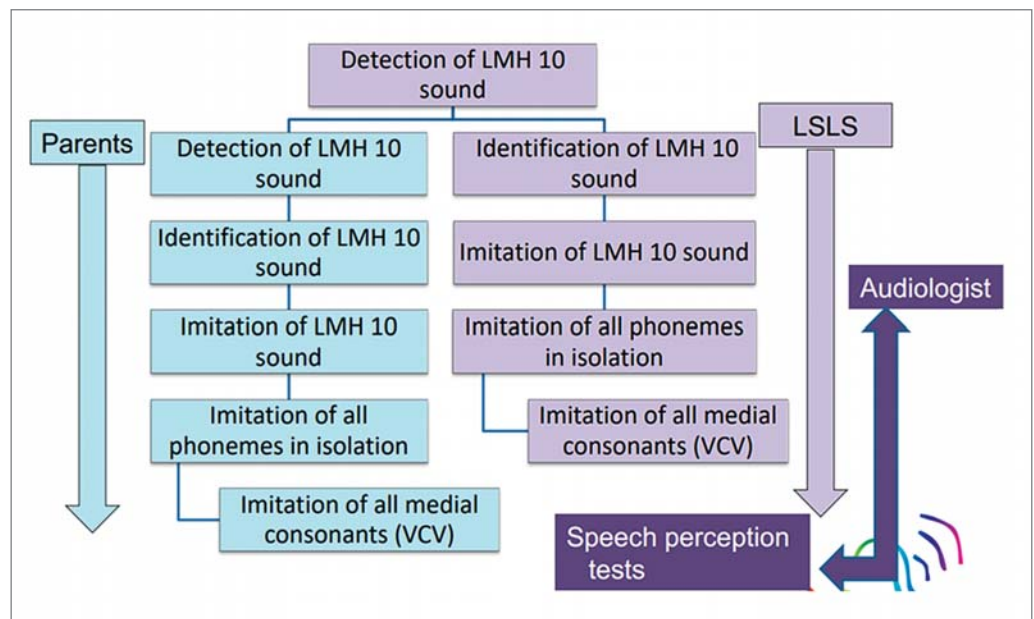 Detection of LMH 10
sound
Parents
LSLS
Detection of LMH 10
sound
Identification of LMH 10
sound
Identification of LMH 10
sound
Imitation of LMH 10 sound
Audiologist
Imitation of LMH 10
sound
Imitation of all phonemes
in isolation
Imitation of all
phonemes in isolation
Imitation of all medial
consonants (VCV)
Imitation of all medial
consonants (VCV)
Speech perception
tests